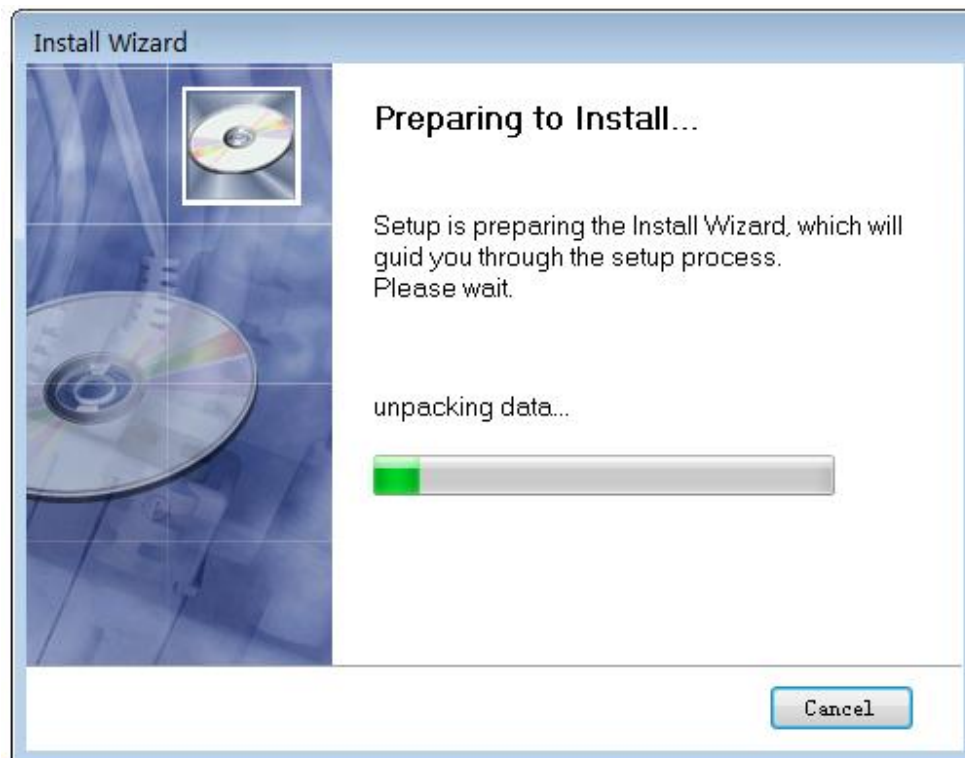 Install Wizard
Preparing to Install...
Setup is preparing the Install Wizard, which will
guid you through the setup process.
Please wait.
unpacking data...
Cancel